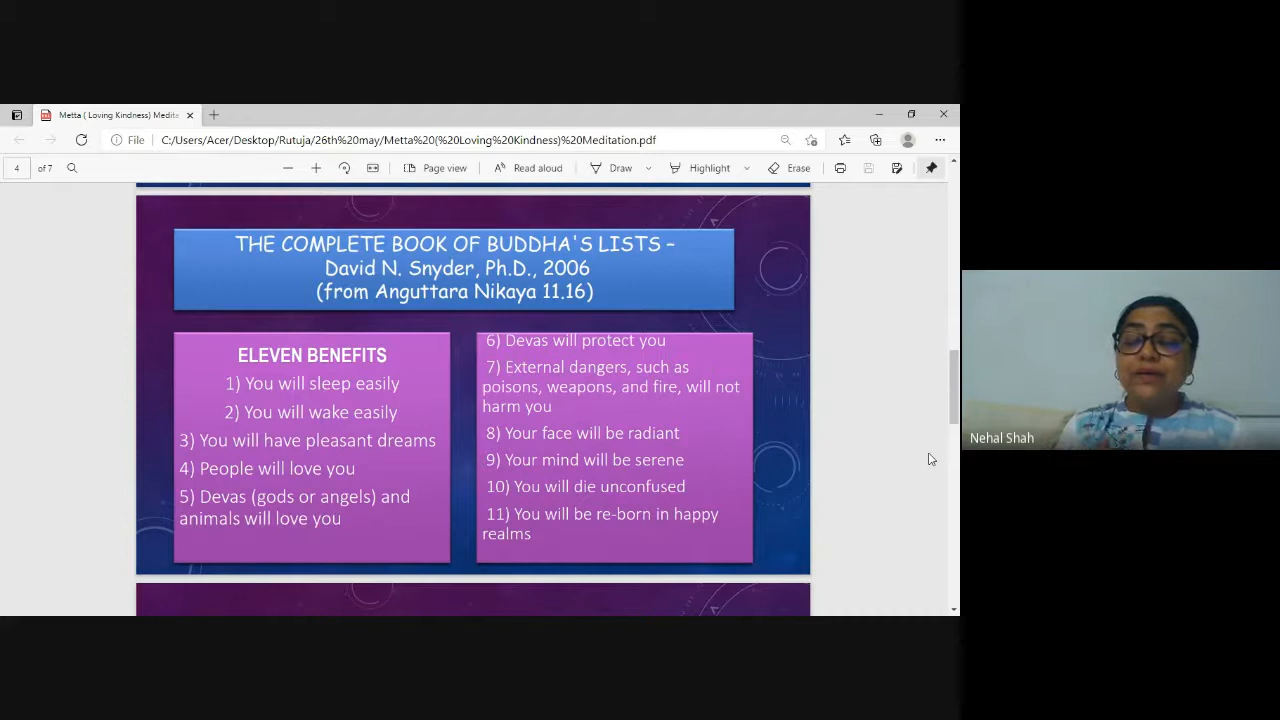 Metta ( Loving Kindness) Medita
File
C:/Users/Acer/Desktop/Rutuja/26th%20may/Metta%20(%20Loving%20Kindness)%20Meditation.pdf
4
of 7
Page view
Read aloud
Draw
Highlight
Erase
THE COMPLETE BOOK OF BUDDHA'S LISTS –
David N. Snyder, Ph.D., 2006
(from Anguttara Nikaya 11.16)
ELEVEN BENEFITS
1) You will sleep easily
2) You will wake easily
3) You will have pleasant dreams
4) People will love you
5) Devas (gods or angels) and
animals will love you
6) Devas will protect you
7) External dangers, such as
poisons, weapons, and fire, will not
harm you
8) Your face will be radiant
9) Your mind will be serene
10) You will die unconfused
11) You will be re-born in happy
realms
Nehal Shah